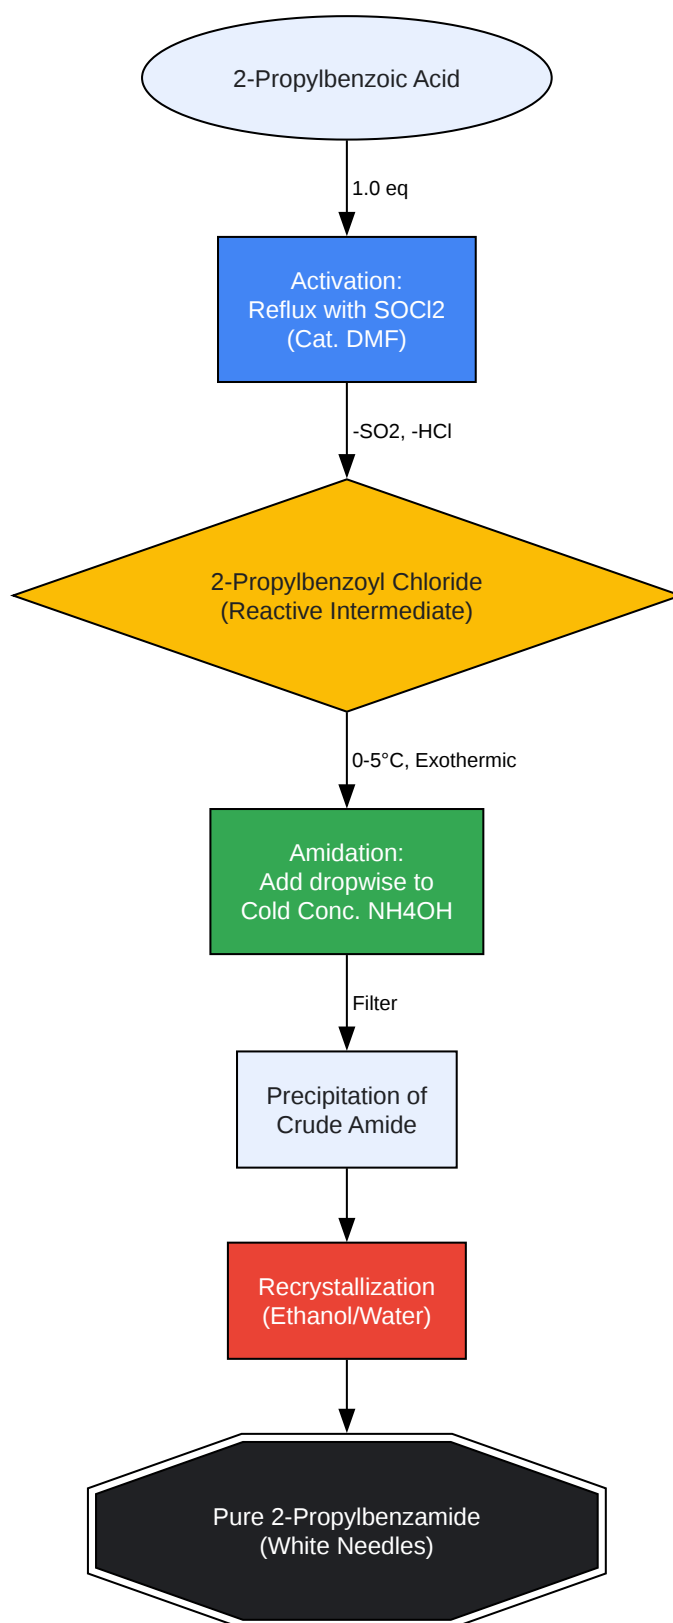 2-Propylbenzoic Acid
1.0 eq
Activation:
Reflux with SOCl2
(Cat. DMF)
-SO2, -HCl
2-Propylbenzoyl Chloride
(Reactive Intermediate)
0-5°C, Exothermic
Amidation:
Add dropwise to
Cold Conc. NH4OH
Filter
Precipitation of
Crude Amide
Recrystallization
(Ethanol/Water)
Pure 2-Propylbenzamide
(White Needles)